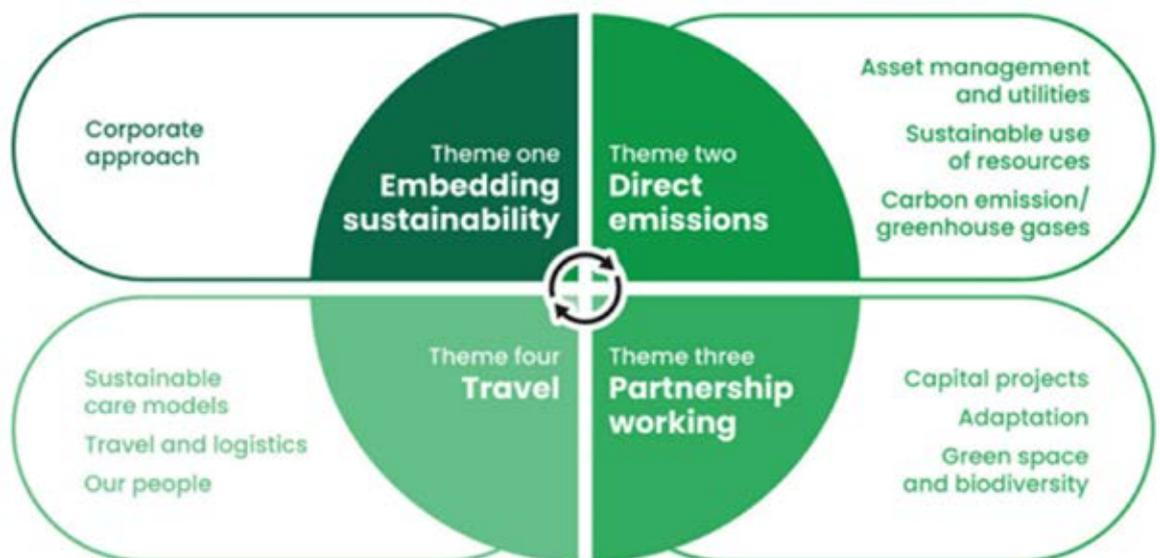 Corporate
approach
Theme one
Embedding
sustainability
Theme two
Direct
emissions
Asset management
and utilities
Sustainable use
of resources
Carbon emission/
greenhouse gases
Sustainable
care models
Travel and logistics
Our people
Theme four
Travel
Theme three
Partnership
working
Capital projects
Adaptation
Green space
and biodiversity